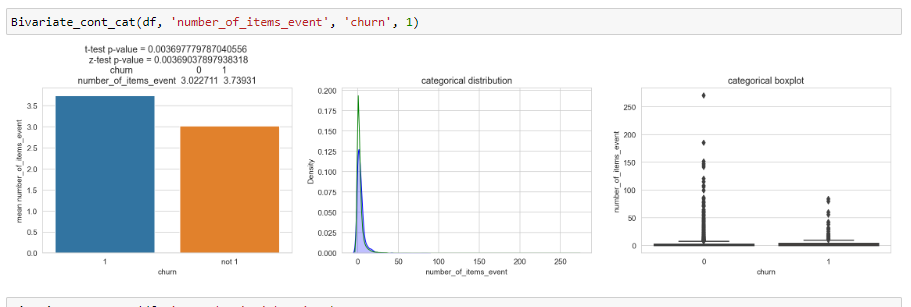 Bivariate_cont_cat(df, 'number_of_items_event', 'churn', 1)
t-test p-value = 0.003697779787040556
z-test p-value = 0.00369037897938318
churn 0 1
number_of_items_event 3.022711 3.73931
mean number_of_items_event
3.5
3.0
2.5
2.0
1.5
1.0
0.5
0.0
1 not 1
churn
categorical distribution
Density
0.200
0.175
0.150
0.125
0.100
0.075
0.050
0.025
0.000
0 50 100 150 200 250
number_of_items_event
categorical boxplot
number_of_items_event
250
200
150
100
50
0
0 1
churn